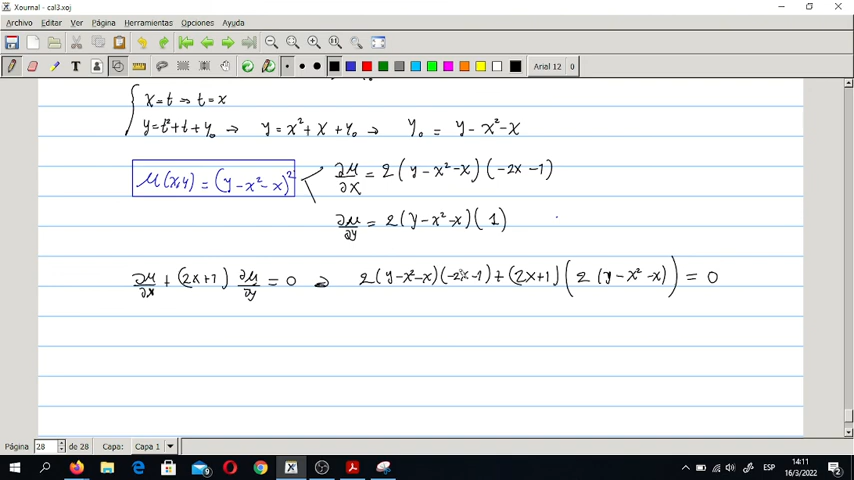 Xournal - cal3.xoj
Archivo Editar Ver Página Herramientas Opciones Ayuda
Arial 12 0
x=t ⇒ t=x
y=t²+t+y₀ ⇒ y=x²+x+y₀ ⇒ y₀ = y-x²-x
μ(x,y) = (y-x²-x)²
∂μ/∂x = 2(y-x²-x)(-2x-1)
∂μ/∂y = 2(y-x²-x)(1)
∂μ/∂x + (2x+1) ∂μ/∂y = 0 ⇒ 2(y-x²-x)(-2x-1)+(2x+1)(2(y-x²-x)) = 0
Página 28 de 28 Capa: Capa 1
ESP 14:11
16/3/2022